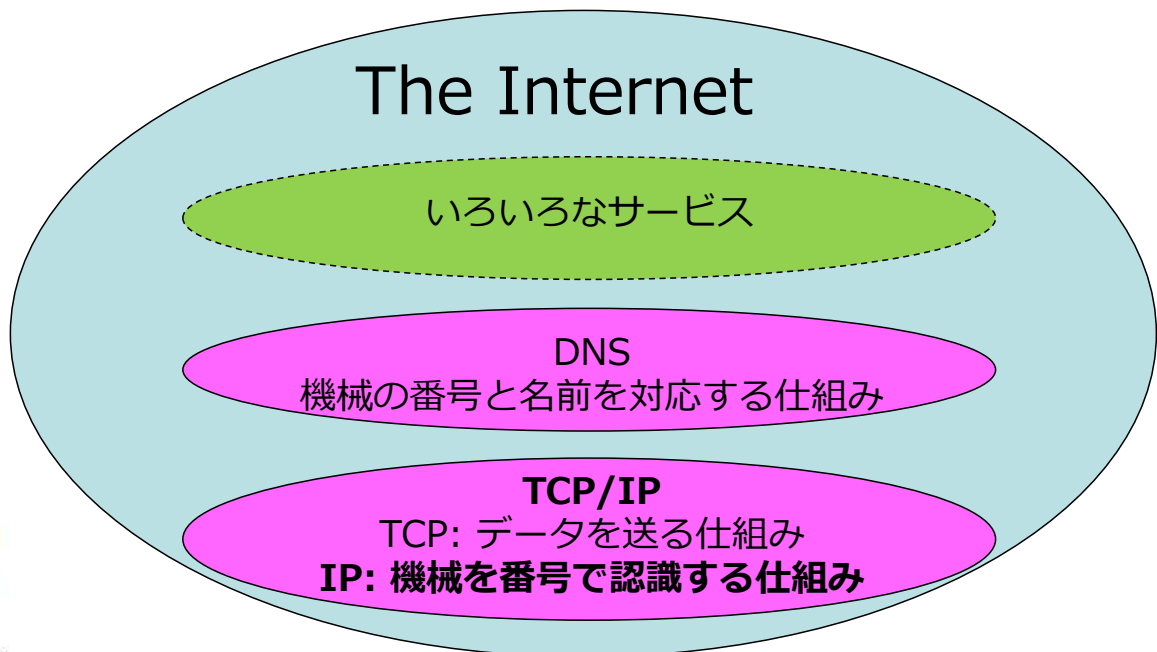 The Internet
いろいろなサービス
DNS
機械の番号と名前を対応する仕組み
TCP/IP
TCP: データを送る仕組み
IP: 機械を番号で認識する仕組み